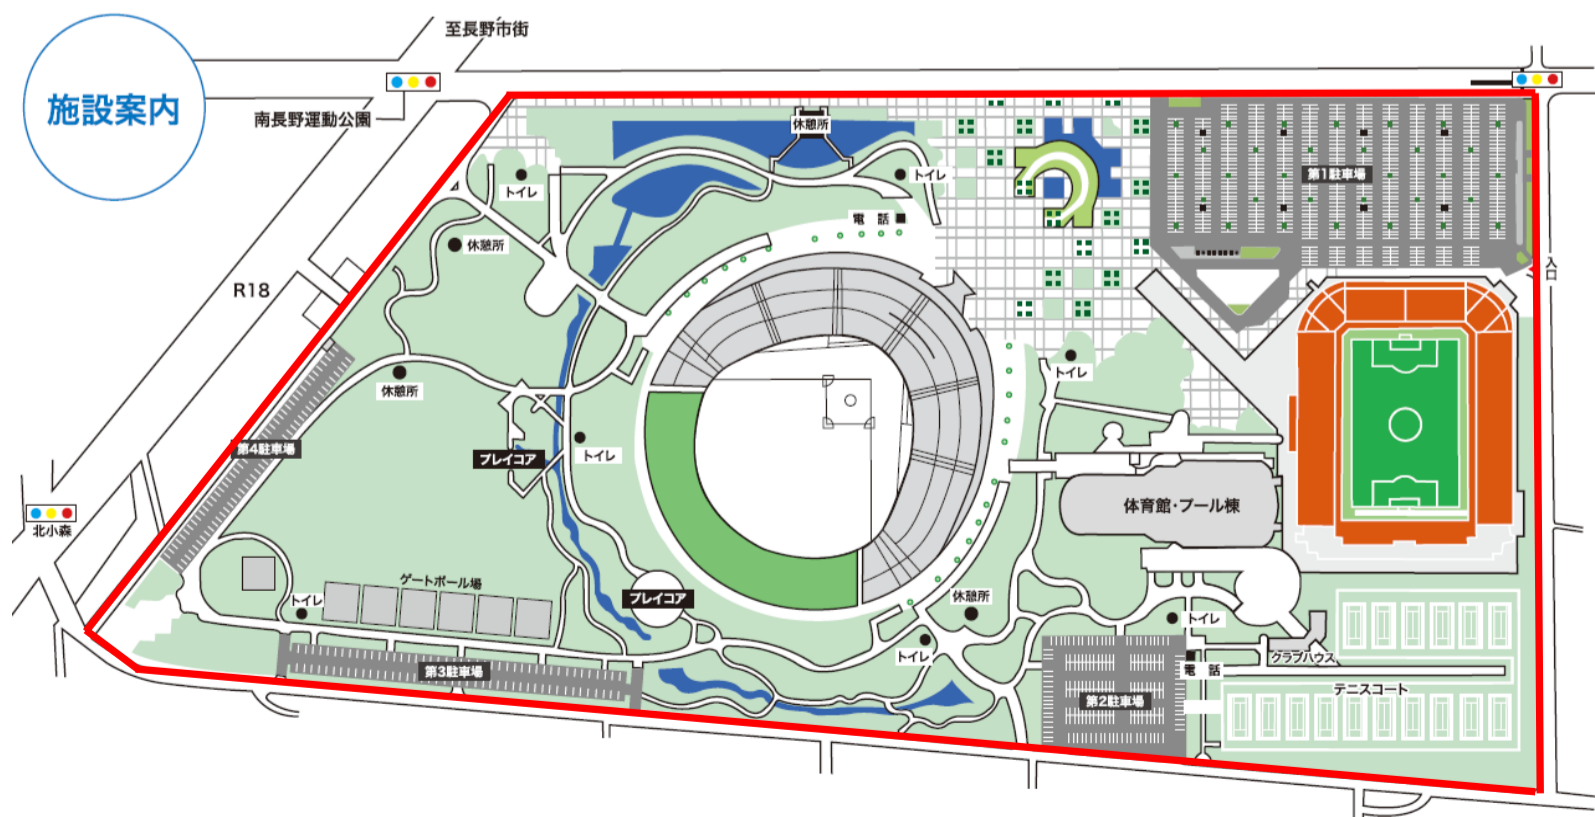 至長野市街
施設案内
南長野運動公園
休憩所
トイレ
トイレ
第1駐車場
電話
休憩所
入口
R18
トイレ
休憩所
第4駐車場
プレイコア
トイレ
体育館・プール棟
北小森
ゲートボール場
トイレ
プレイコア
休憩所
トイレ
トイレ
クラブハウス
第3駐車場
電話
テニスコート
第2駐車場